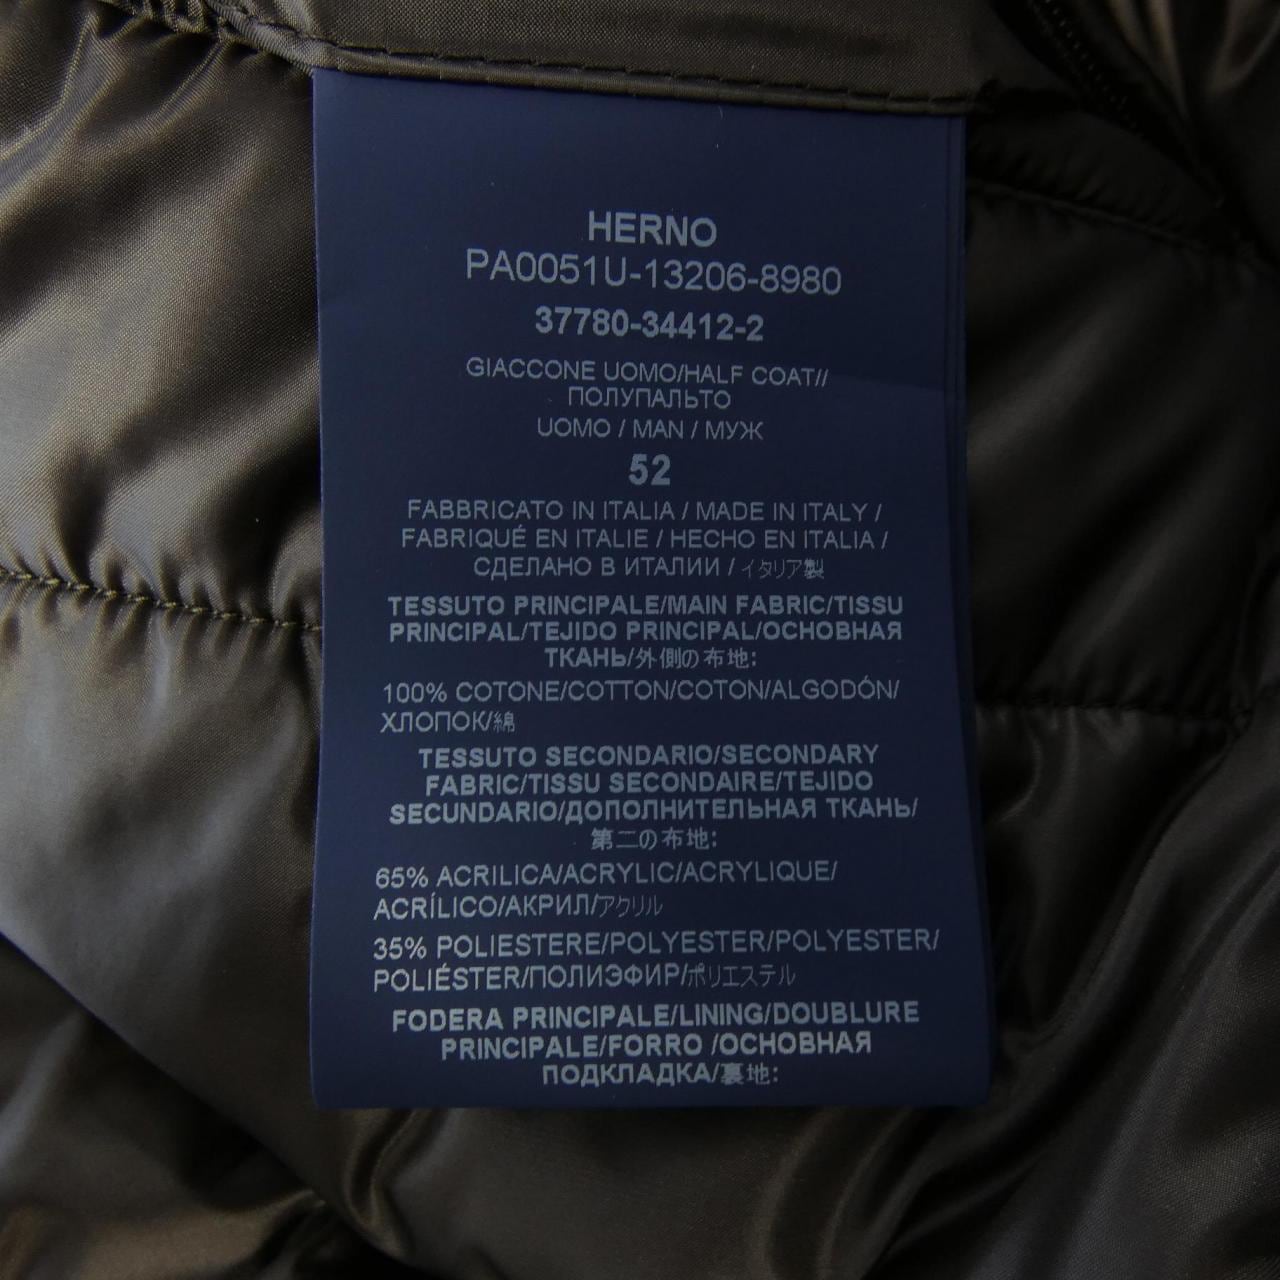 HERNO
PA0051U-13206-8980
37780-34412-2
GIACCONE UOMO/HALF COAT//
ПОЛУПАЛЬТО
UOMO / MAN / МУЖ
52
FABBRICATO IN ITALIA / MADE IN ITALY /
FABRIQUÉ EN ITALIE / HECHO EN ITALIA /
СДЕЛАНО В ИТАЛИИ / イタリア製
TESSUTO PRINCIPALE/MAIN FABRIC/TISSU
PRINCIPAL/TEJIDO PRINCIPAL/ОСНОВНАЯ
ТКАНЬ/外側の布地:
100% COTONE/COTTON/COTON/ALGODÓN/
ХЛОПОК/綿
TESSUTO SECONDARIO/SECONDARY
FABRIC/TISSU SECONDAIRE/TEJIDO
SECUNDARIO/ДОПОЛНИТЕЛЬНАЯ ТКАНЬ/
第二の布地:
65% ACRILICA/ACRYLIC/ACRYLIQUE/
ACRÍLICO/АКРИЛ/アクリル
35% POLIESTERE/POLYESTER/POLYESTER/
POLIÉSTER/ПОЛИЭФИР/ポリエステル
FODERA PRINCIPALE/LINING/DOUBLURE
PRINCIPALE/FORRO /ОСНОВНАЯ
ПОДКЛАДКА/裏地: